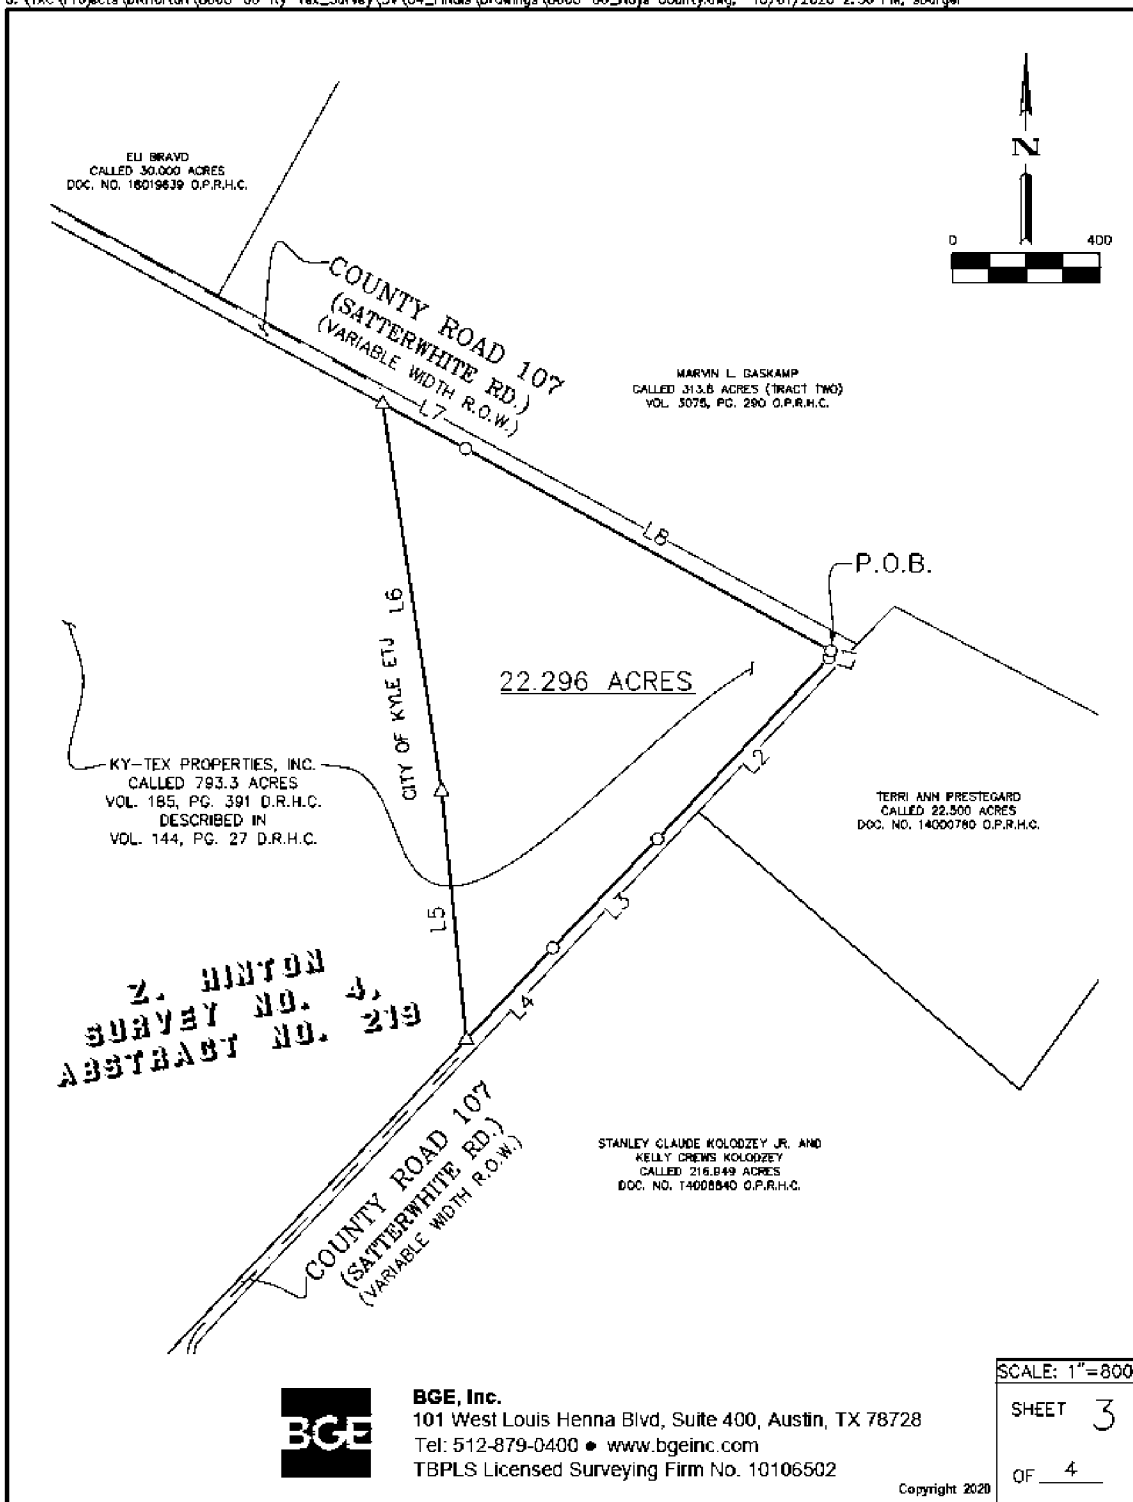 ELI BRAVO
CALLED 30.000 ACRES
DOC. NO. 16019639 O.P.R.H.C.
N
0 400
COUNTY ROAD 107
(SATTERWHITE RD.)
(VARIABLE WIDTH R.O.W.)
MARVIN L. GASKAMP
CALLED 313.8 ACRES (TRACT TWO)
VOL. 3075, PG. 290 O.P.R.H.C.
L7
L8
P.O.B.
L6
CITY OF KYLE ETJ
L1
22.296 ACRES
L2
KY-TEX PROPERTIES, INC.
CALLED 793.3 ACRES
VOL. 185, PG. 391 D.R.H.C.
DESCRIBED IN
VOL. 144, PG. 27 D.R.H.C.
TERRI ANN PRESTEGARD
CALLED 22.500 ACRES
DOC. NO. 14000780 O.P.R.H.C.
L5
L3
L4
Z. HINTON
SURVEY NO. 4,
ABSTRACT NO. 219
COUNTY ROAD 107
(SATTERWHITE RD.)
(VARIABLE WIDTH R.O.W.)
STANLEY CLAUDE KOLODZEY JR. AND
KELLY CREWS KOLODZEY
CALLED 216.949 ACRES
DOC. NO. O.P.R.H.C.
BGE
BGE, Inc.
101 West Louis Henna Blvd, Suite 400, Austin, TX 78728
Tel: 512-879-0400 ● www.bgeinc.com
TBPLS Licensed Surveying Firm No. 10106502
Copyright 2020
SCALE: 1"=800
SHEET 3
OF 4